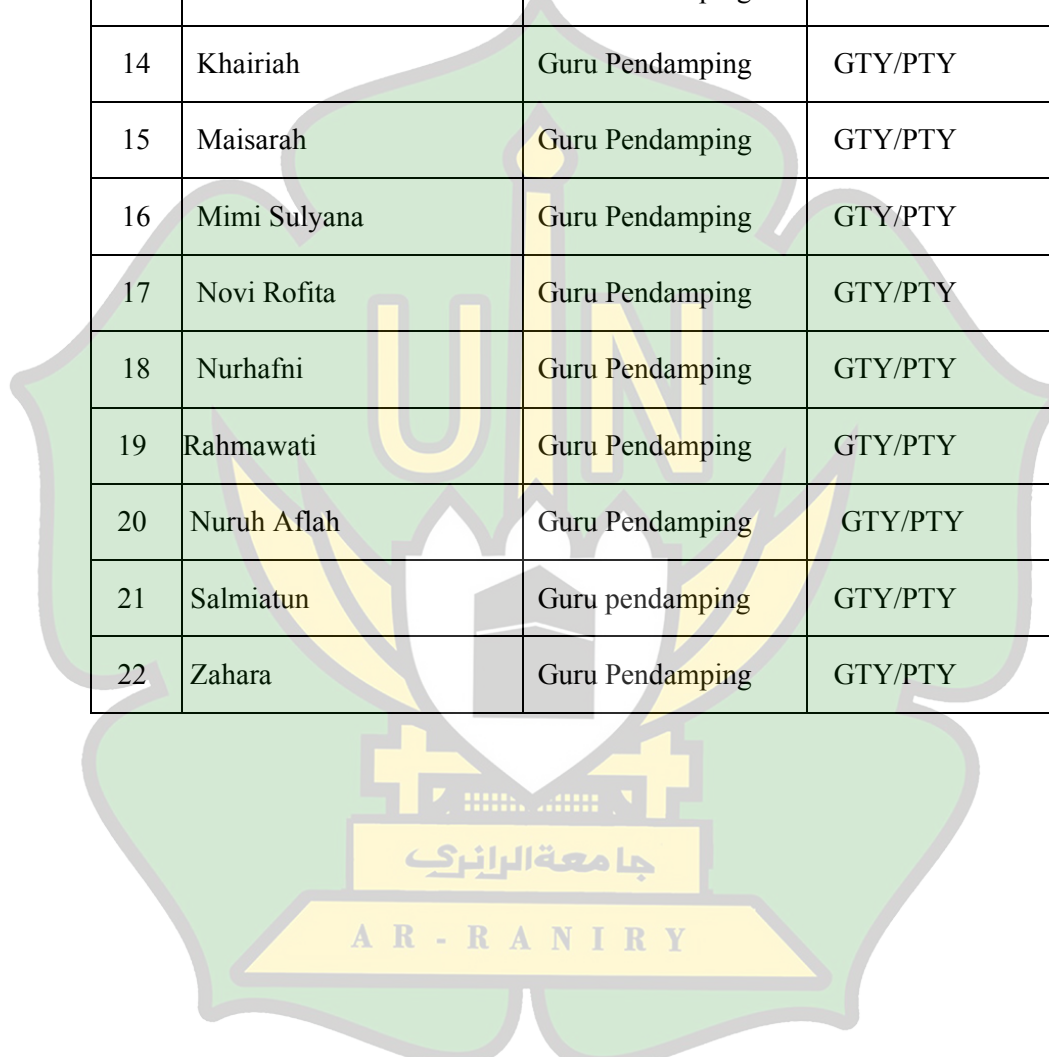 14 Khairiah Guru Pendamping GTY/PTY
15 Maisarah Guru Pendamping GTY/PTY
16 Mimi Sulyana Guru Pendamping GTY/PTY
17 Novi Rofita Guru Pendamping GTY/PTY
18 Nurhafni Guru Pendamping GTY/PTY
19 Rahmawati Guru Pendamping GTY/PTY
20 Nuruh Aflah Guru Pendamping GTY/PTY
21 Salmiatun Guru pendamping GTY/PTY
22 Zahara Guru Pendamping GTY/PTY
UIN
جامعةالرانري
AR-RANIRY